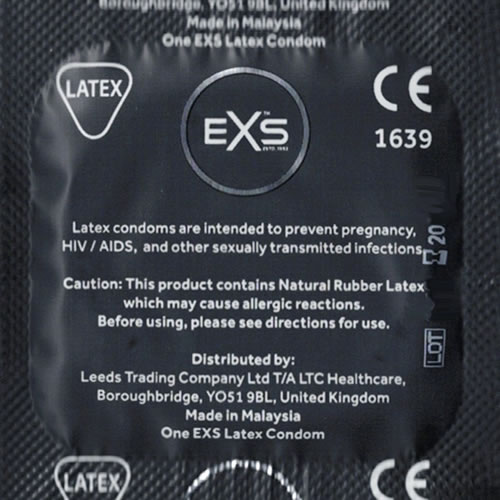 Boroughbridge, YO51 9BL, United Kingdom
Made in Malaysia
One EXS Latex Condom
LATEX
EXS
CE
1639
Latex condoms are intended to prevent pregnancy,
HIV / AIDS, and other sexually transmitted infections.
20
Caution: This product contains Natural Rubber Latex
which may cause allergic reactions.
Before using, please see directions for use.
LOT
Distributed by:
Leeds Trading Company Ltd T/A LTC Healthcare,
Boroughbridge, YO51 9BL, United Kingdom
Made in Malaysia
One EXS Latex Condom
LATEX
CE